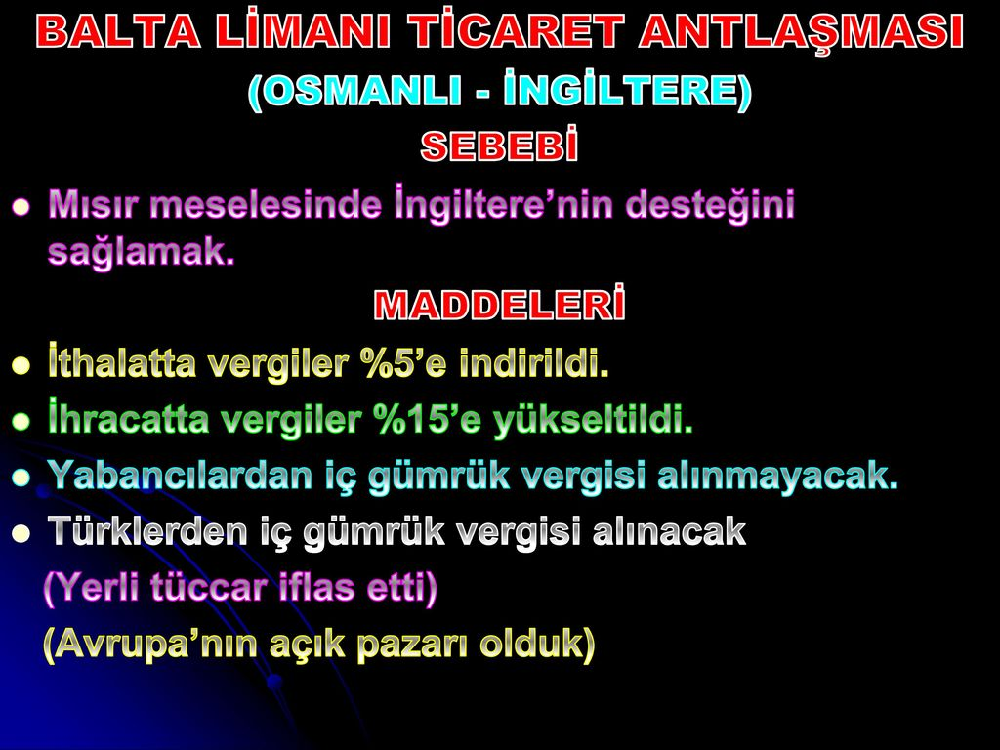 BALTA LİMANI TİCARET ANTLAŞMASI
(OSMANLI - İNGİLTERE)
SEBEBİ
Mısır meselesinde İngiltere’nin desteğini
sağlamak.
MADDELERİ
İthalatta vergiler %5’e indirildi.
İhracatta vergiler %15’e yükseltildi.
Yabancılardan iç gümrük vergisi alınmayacak.
Türklerden iç gümrük vergisi alınacak
(Yerli tüccar iflas etti)
(Avrupa’nın açık pazarı olduk)